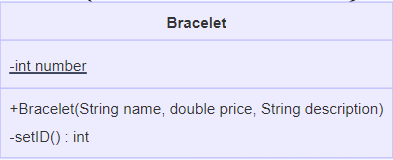 Bracelet
-int number
+Bracelet(String name, double price, String description)
-setID() : int